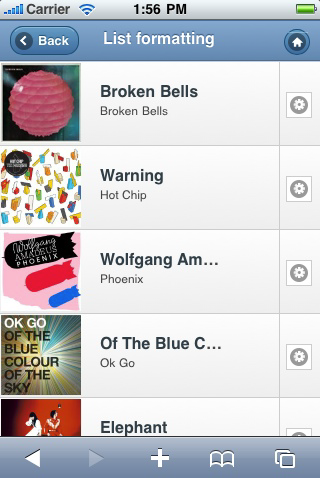 Carrier 1:56 PM
Back List formatting
Broken Bells
Broken Bells
Warning
Hot Chip
Wolfgang Am...
Phoenix
Wolfgang
AMADEUS
PHOENIX
Of The Blue C...
Ok Go
OK GO
OF THE
BLUE
COLOUR
OF THE
SKY
Elephant